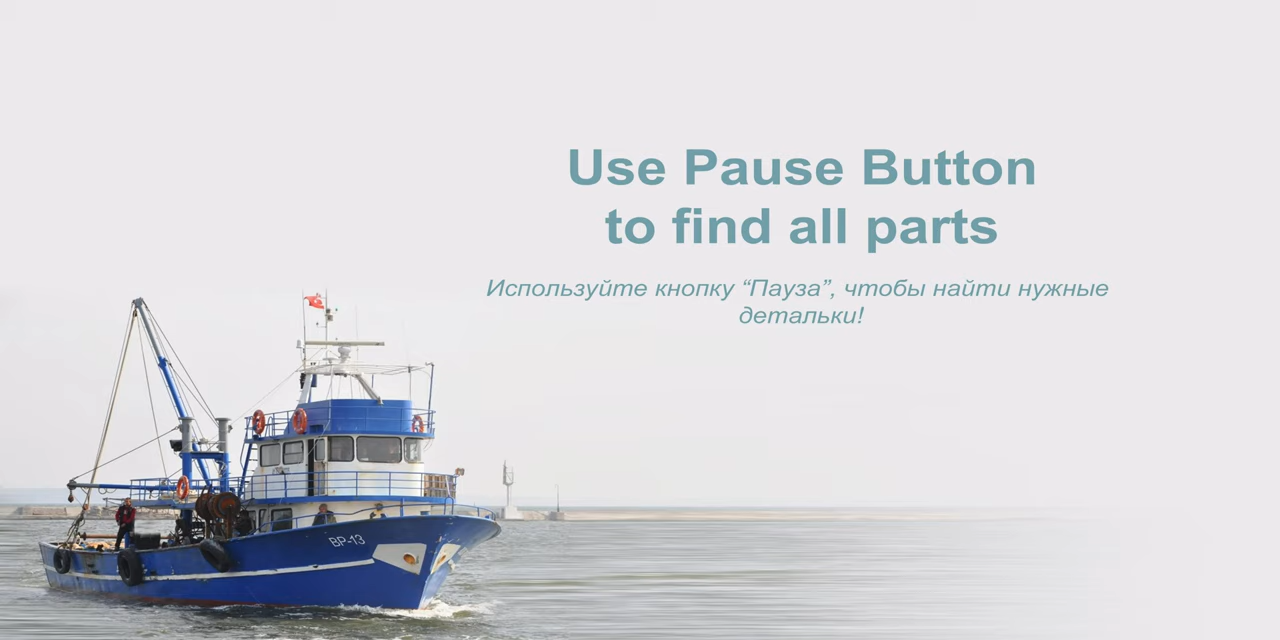 Use Pause Button
to find all parts
Используйте кнопку “Пауза”, чтобы найти нужные
детальки!
BP-13